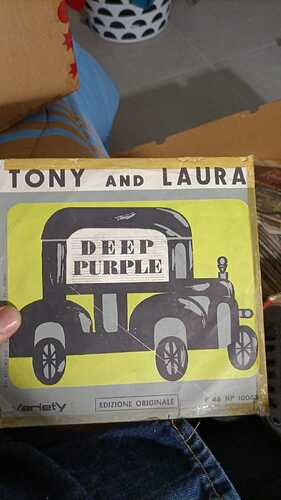 TONY AND LAURA
DEEP
PURPLE
Variety
EDIZIONE ORIGINALE